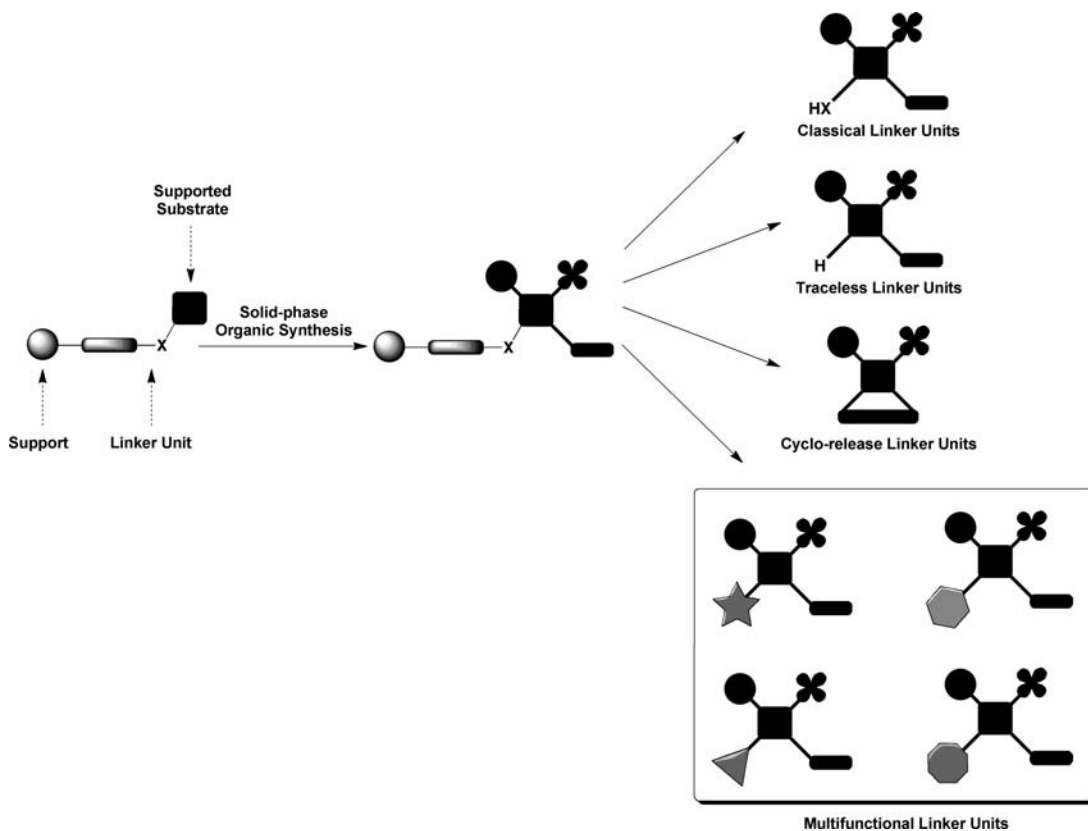 HX
Classical Linker Units
Supported
Substrate
H
Traceless Linker Units
Solid-phase
Organic Synthesis
X
X
Support
Linker Unit
Cyclo-release Linker Units
Multifunctional Linker Units